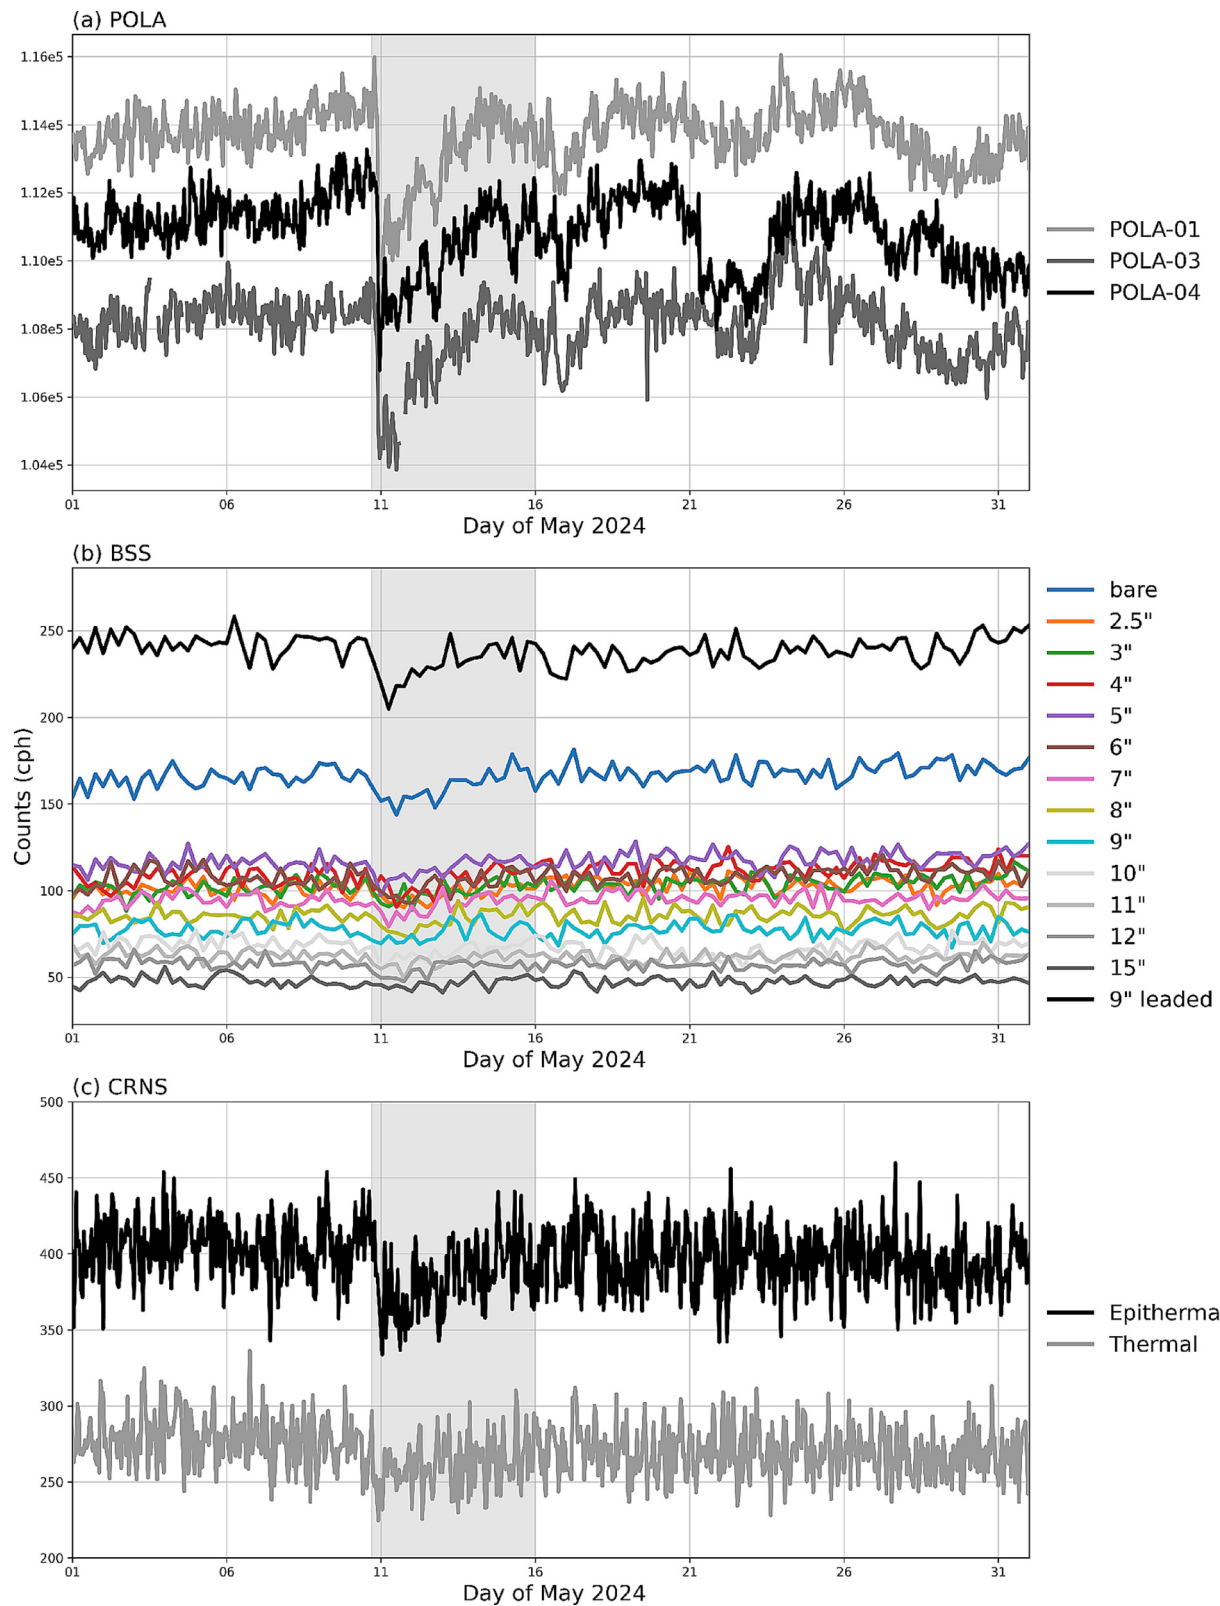 (a) POLA
1.16e5
1.14e5
1.12e5
1.10e5
1.08e5
1.06e5
1.04e5
01 06 11 16 21 26 31
Day of May 2024
POLA-01
POLA-03
POLA-04
(b) BSS
Counts (cph)
250
200
150
100
50
01 06 11 16 21 26 31
Day of May 2024
bare
2.5"
3"
4"
5"
6"
7"
8"
9"
10"
11"
12"
15"
9" leaded
(c) CRNS
500
450
400
350
300
250
200
01 06 11 16 21 26 31
Day of May 2024
Epitherma
Thermal